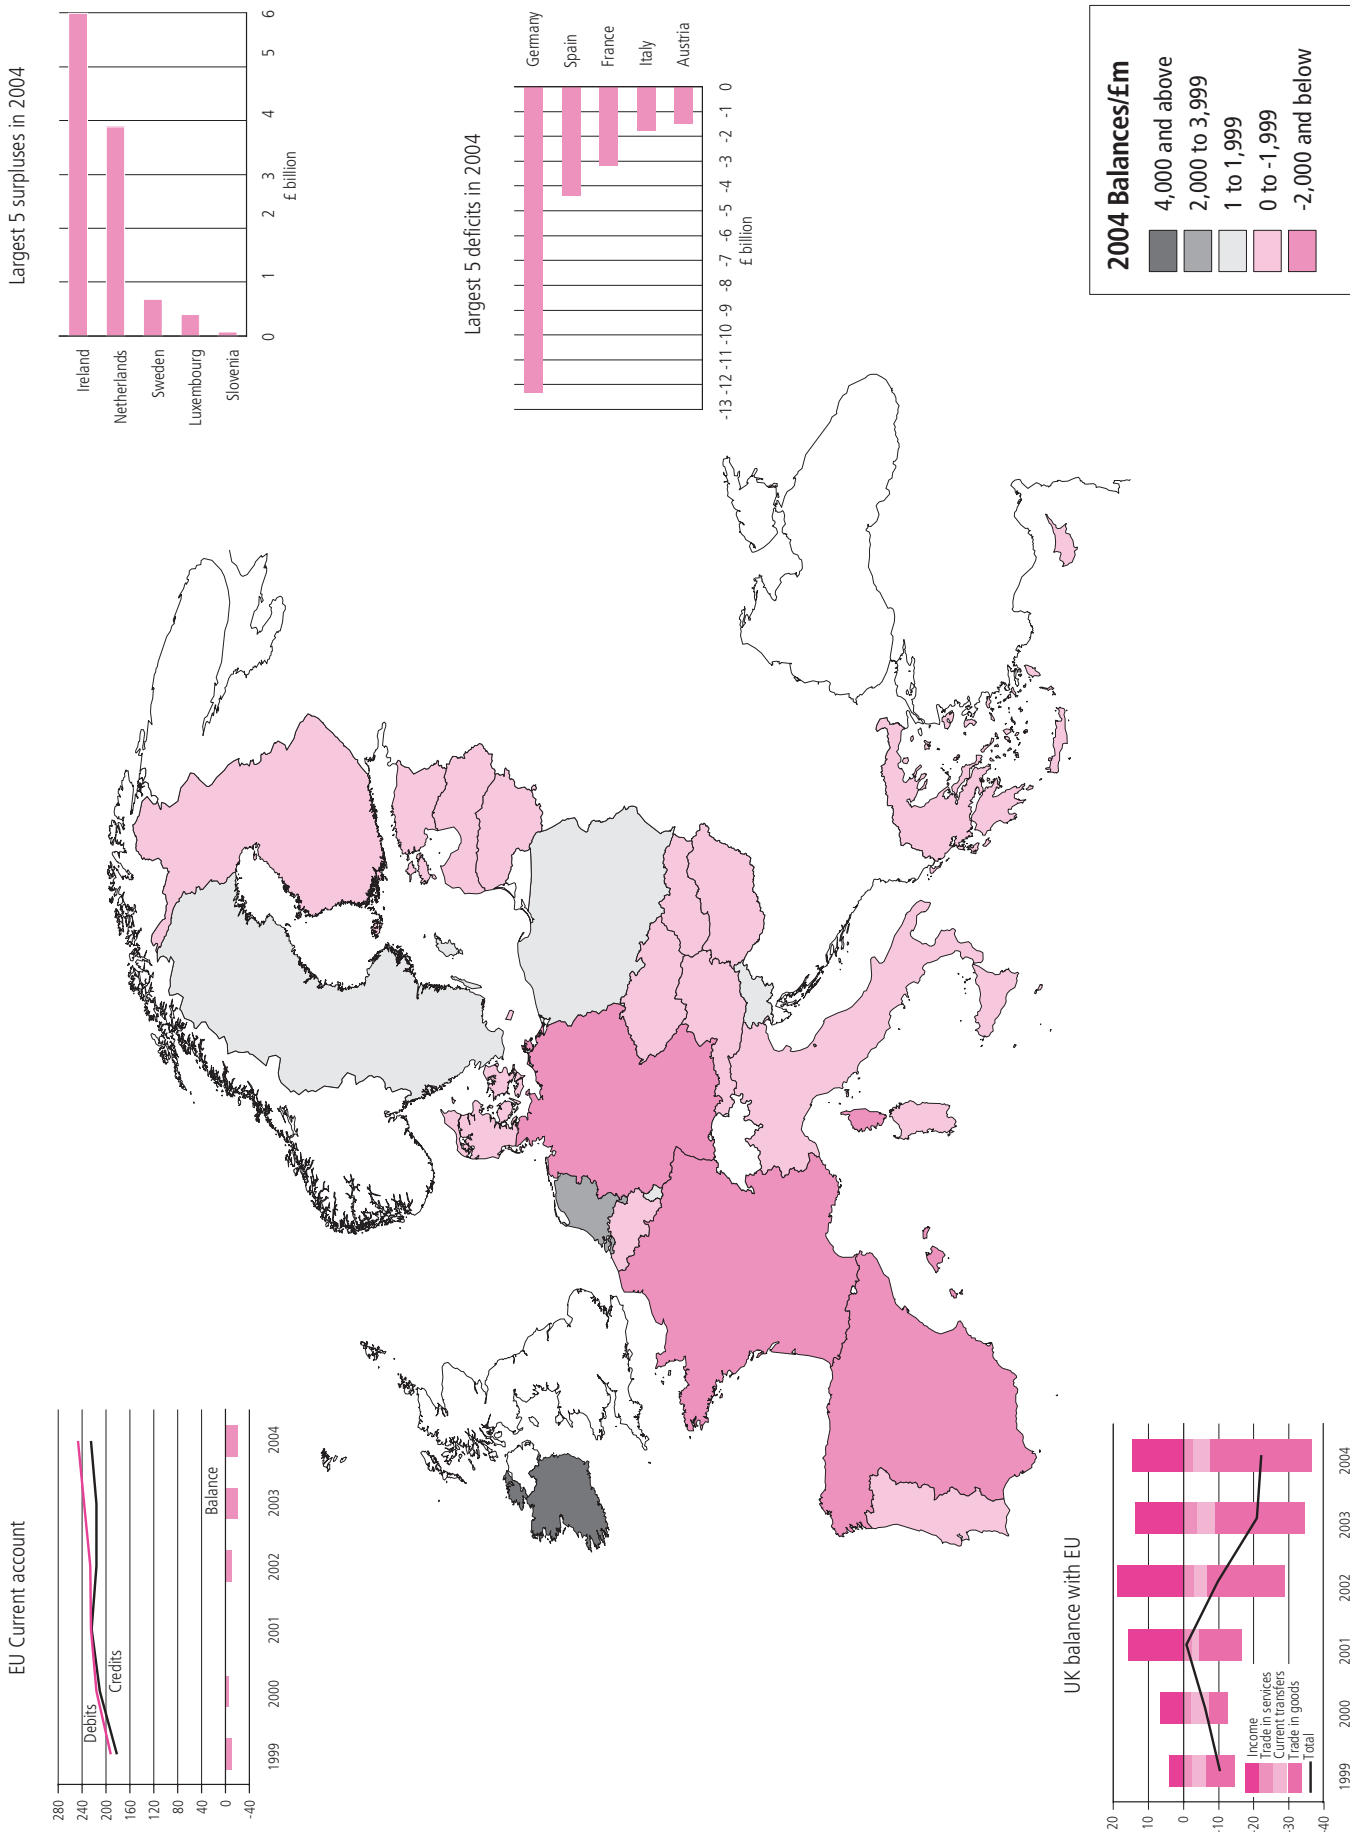 EU Current account
280
240
200
160
120
80
40
0
-40
Debits
Credits
Balance
1999
2000
2001
2002
2003
2004
Largest 5 surpluses in 2004
Ireland
Netherlands
Sweden
Luxembourg
Slovenia
0
1
2
3
4
5
6
£ billion
Largest 5 deficits in 2004
Germany
Spain
France
Italy
Austria
-13
-12
-11
-10
-9
-8
-7
-6
-5
-4
-3
-2
-1
0
£ billion
UK balance with EU
20
10
0
-10
-20
-30
-40
Income
Trade in services
Current transfers
Trade in goods
Total
1999
2000
2001
2002
2003
2004
2004 Balances/£m
4,000 and above
2,000 to 3,999
1 to 1,999
0 to -1,999
-2,000 and below